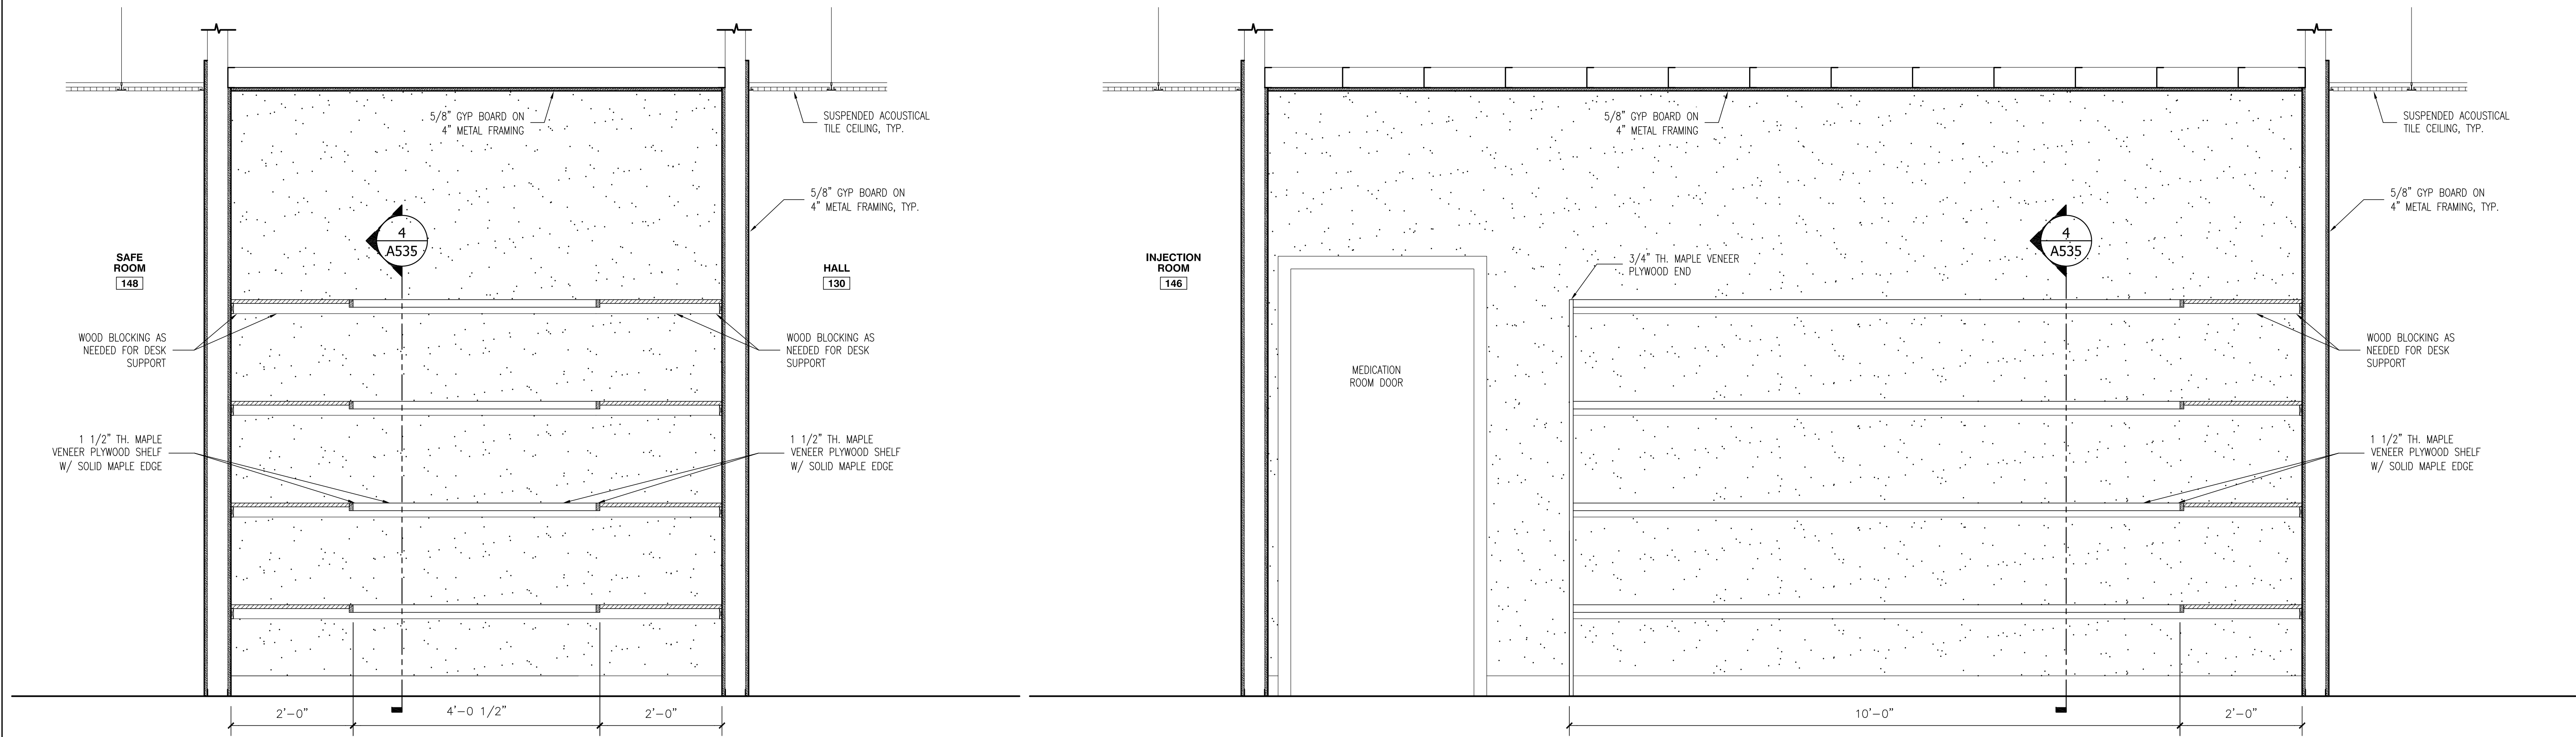 5/8" GYP BOARD ON
4" METAL FRAMING
SUSPENDED ACOUSTICAL
TILE CEILING, TYP.
5/8" GYP BOARD ON
4" METAL FRAMING, TYP.
4
A535
SAFE
ROOM
148
HALL
130
WOOD BLOCKING AS
NEEDED FOR DESK
SUPPORT
WOOD BLOCKING AS
NEEDED FOR DESK
SUPPORT
1 1/2" TH. MAPLE
VENEER PLYWOOD SHELF
W/ SOLID MAPLE EDGE
1 1/2" TH. MAPLE
VENEER PLYWOOD SHELF
W/ SOLID MAPLE EDGE
2'-0"
4'-0 1/2"
2'-0"
5/8" GYP BOARD ON
4" METAL FRAMING
SUSPENDED ACOUSTICAL
TILE CEILING, TYP.
5/8" GYP BOARD ON
4" METAL FRAMING, TYP.
4
A535
INJECTION
ROOM
146
3/4" TH. MAPLE VENEER
PLYWOOD END
WOOD BLOCKING AS
NEEDED FOR DESK
SUPPORT
MEDICATION
ROOM DOOR
1 1/2" TH. MAPLE
VENEER PLYWOOD SHELF
W/ SOLID MAPLE EDGE
10'-0"
2'-0"